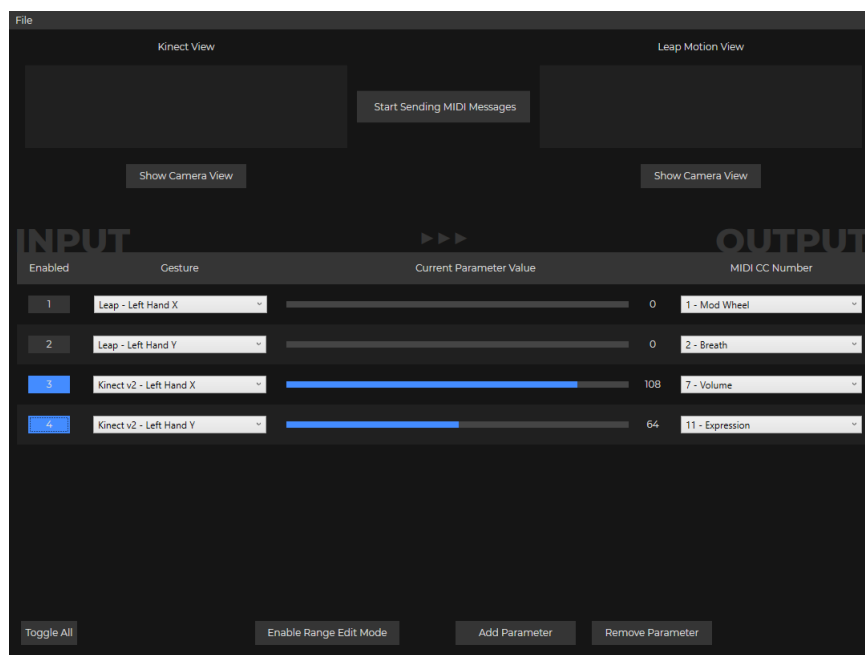 File
Kinect View
Leap Motion View
Start Sending MIDI Messages
Show Camera View
Show Camera View
INPUT
OUTPUT
Enabled Gesture Current Parameter Value MIDI CC Number
1 Leap - Left Hand X 0 1 - Mod Wheel
2 Leap - Left Hand Y 0 2 - Breath
3 Kinect v2 - Left Hand X 108 7 - Volume
4 Kinect v2 - Left Hand Y 64 11 - Expression
Toggle All Enable Range Edit Mode Add Parameter Remove Parameter